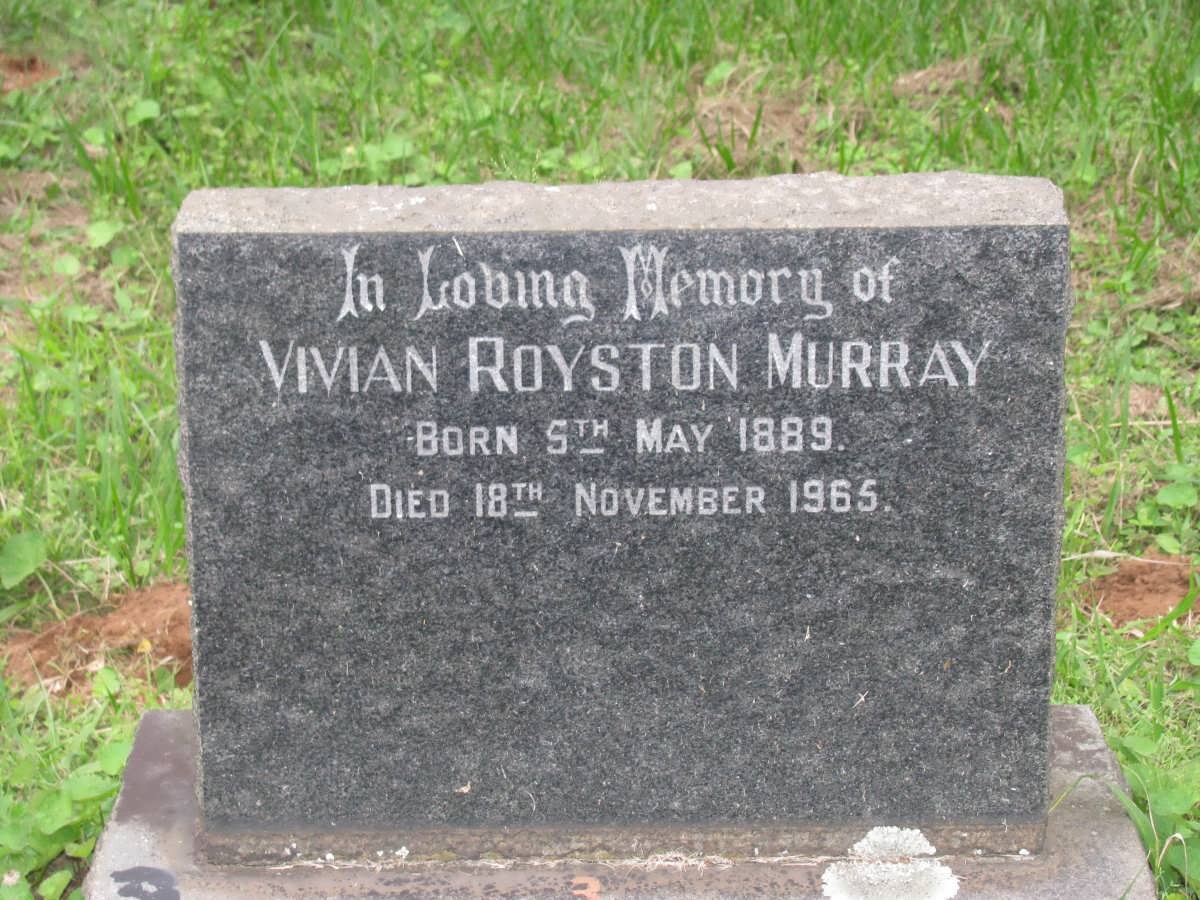 In Loving Memory of
VIVIAN ROYSTON MURRAY
BORN 5TH MAY 1889.
DIED 18TH NOVEMBER 1965.